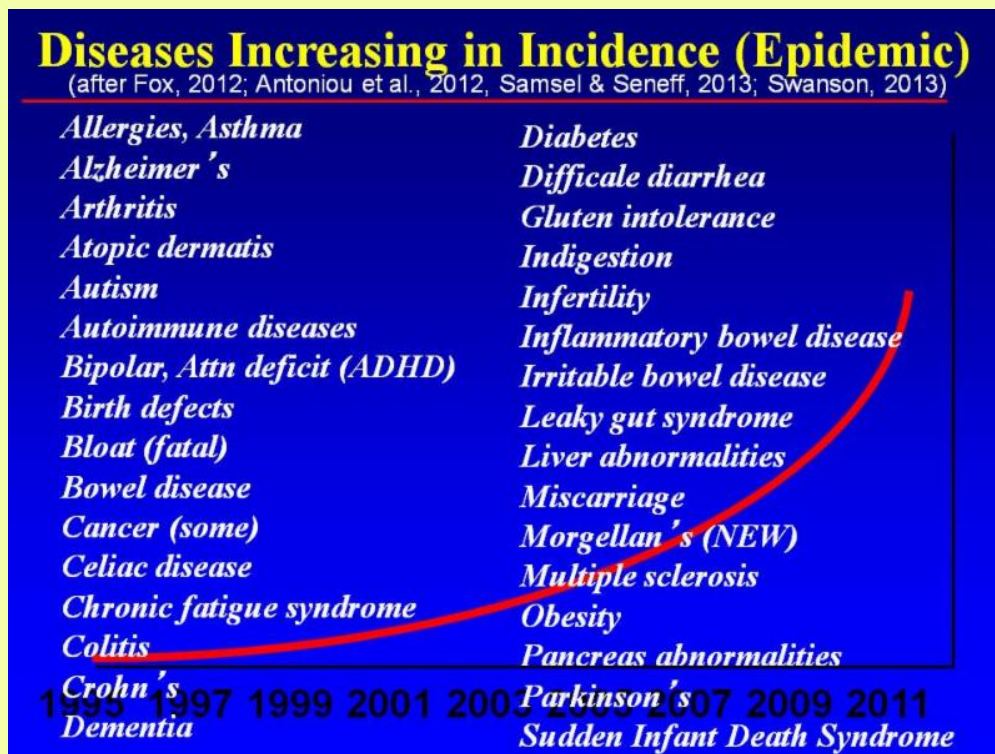 Diseases Increasing in Incidence (Epidemic)
(after Fox, 2012; Antoniou et al., 2012, Samsel & Seneff, 2013; Swanson, 2013)
Allergies, Asthma
Alzheimer's
Arthritis
Atopic dermatis
Autism
Autoimmune diseases
Bipolar, Attn deficit (ADHD)
Birth defects
Bloat (fatal)
Bowel disease
Cancer (some)
Celiac disease
Chronic fatigue syndrome
Colitis
Crohn's
Dementia
Diabetes
Difficale diarrhea
Gluten intolerance
Indigestion
Infertility
Inflammatory bowel disease
Irritable bowel disease
Leaky gut syndrome
Liver abnormalities
Miscarriage
Morgellan's (NEW)
Multiple sclerosis
Obesity
Pancreas abnormalities
Parkinson's
Sudden Infant Death Syndrome
1995 1997 1999 2001 2003 2005 2007 2009 2011